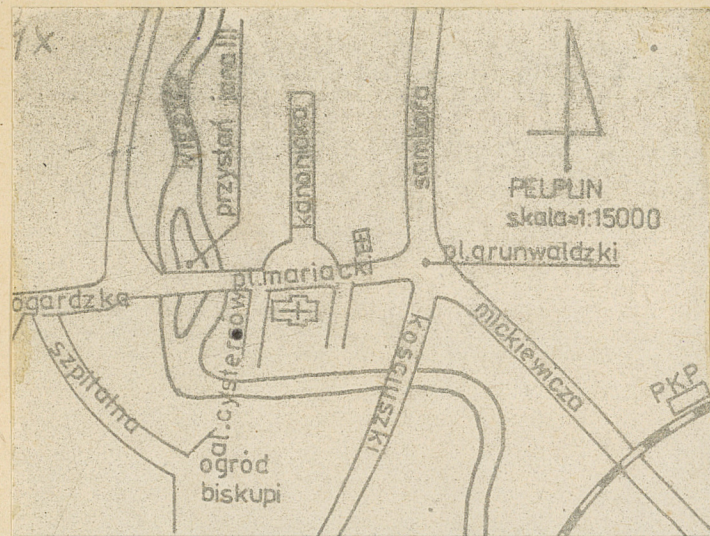 1x
WIERZYCA
przystań jana III
kanonicka
sambora
PELPLIN
skala=1:15000
pl.grunwaldzki
pl.mariacki
ogardzka
al.cystersów
szpitalna
kościuszki
mickiewicza
PKP
ogród
biskupi